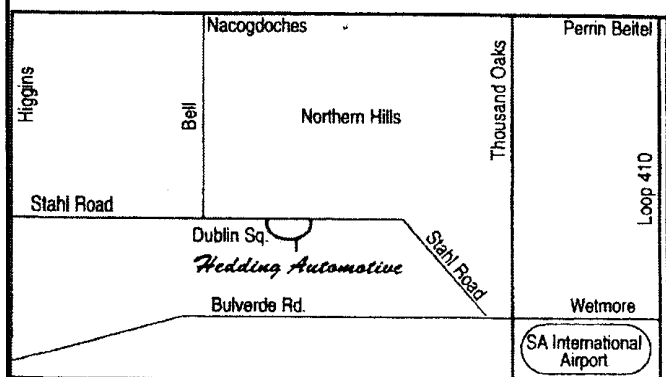 Nacogdoches
Perrin Beitel
Higgins
Bell
Northern Hills
Thousand Oaks
Loop 410
Stahl Road
Dublin Sq.
Stahl Road
Hedding Automotive
Bulverde Rd.
Wetmore
SA International
Airport